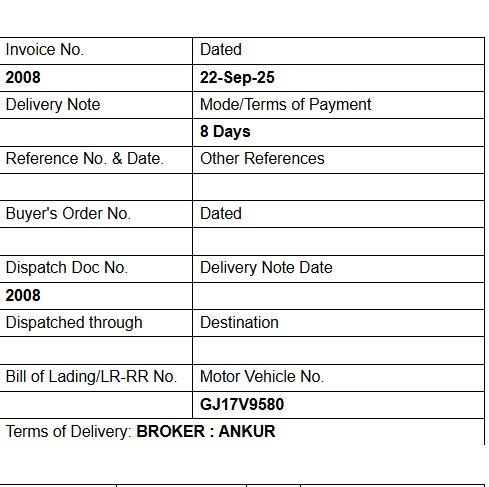 Invoice No. Dated
2008 22-Sep-25
Delivery Note Mode/Terms of Payment
8 Days
Reference No. & Date. Other References
Buyer's Order No. Dated
Dispatch Doc No. Delivery Note Date
2008
Dispatched through Destination
Bill of Lading/LR-RR No. Motor Vehicle No.
GJ17V9580
Terms of Delivery: BROKER : ANKUR